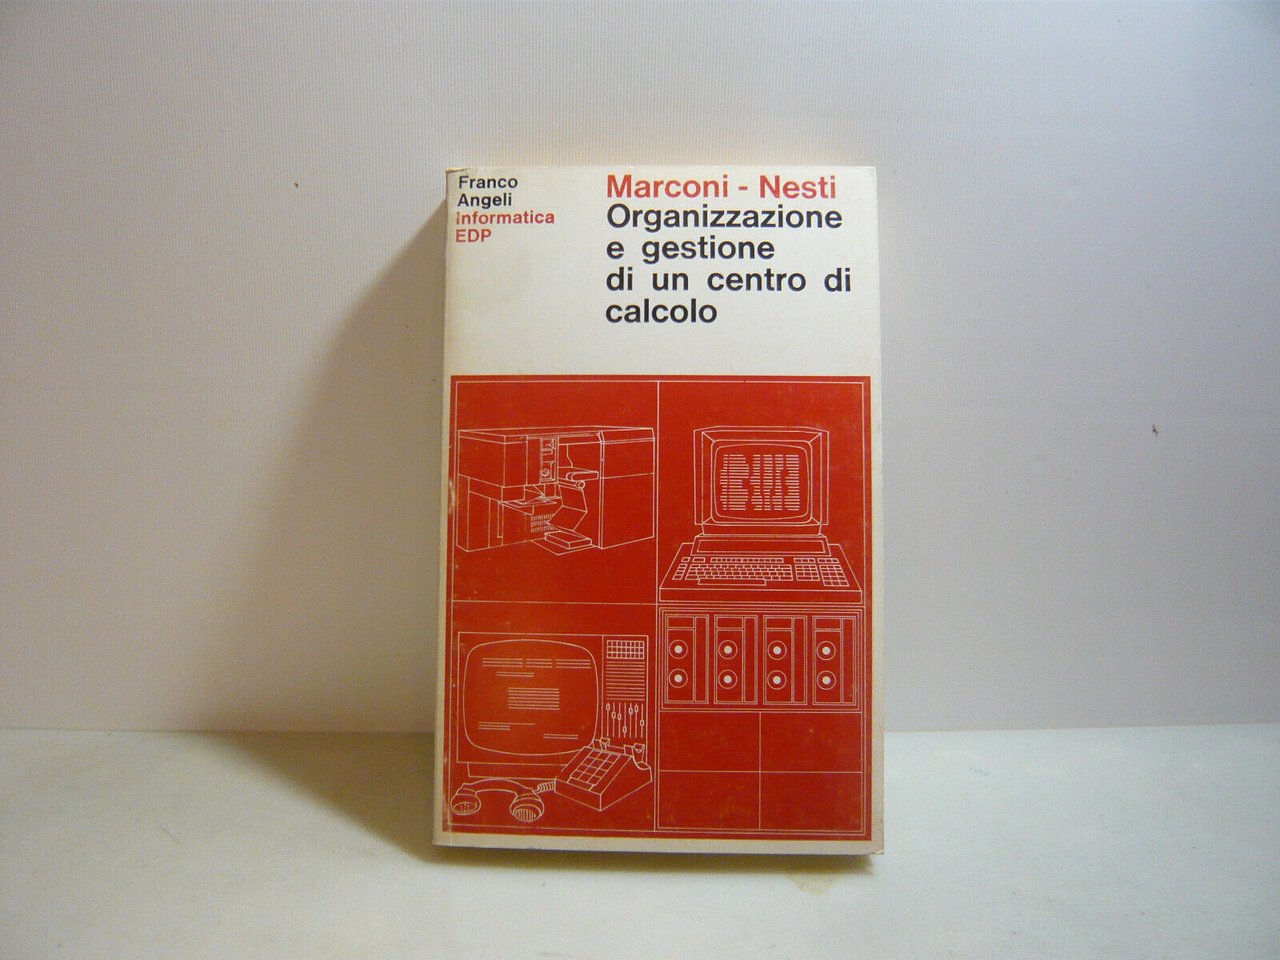 Franco
Angeli
Informatica
EDP
Marconi - Nesti
Organizzazione
e gestione
di un centro di
calcolo